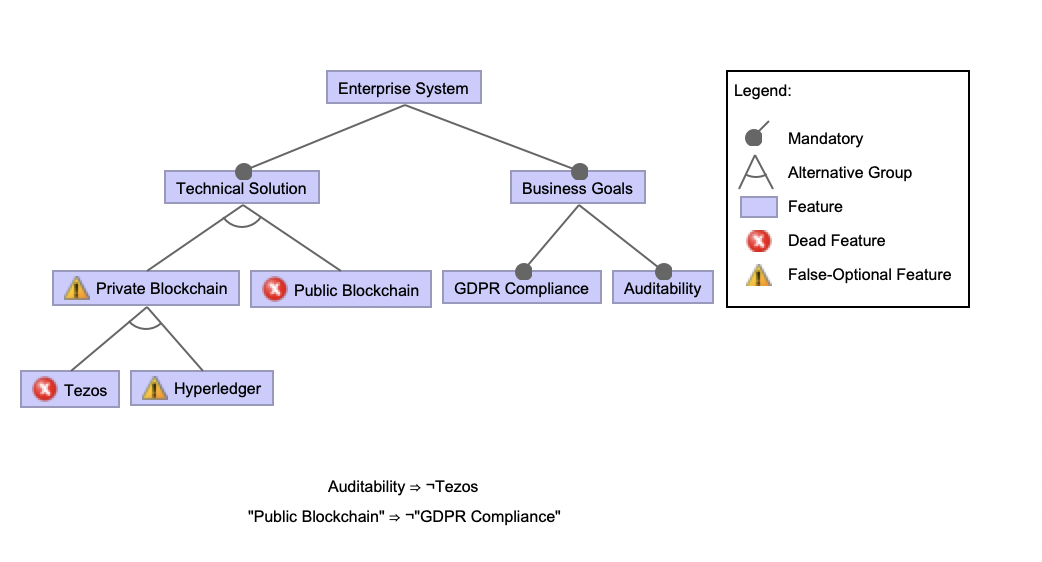 Enterprise System
Legend:
Mandatory
Alternative Group
Technical Solution
Business Goals
Feature
Dead Feature
False-Optional Feature
Private Blockchain
Public Blockchain
GDPR Compliance
Auditability
Tezos
Hyperledger
Auditability ⇒ ¬Tezos
"Public Blockchain" ⇒ ¬"GDPR Compliance"